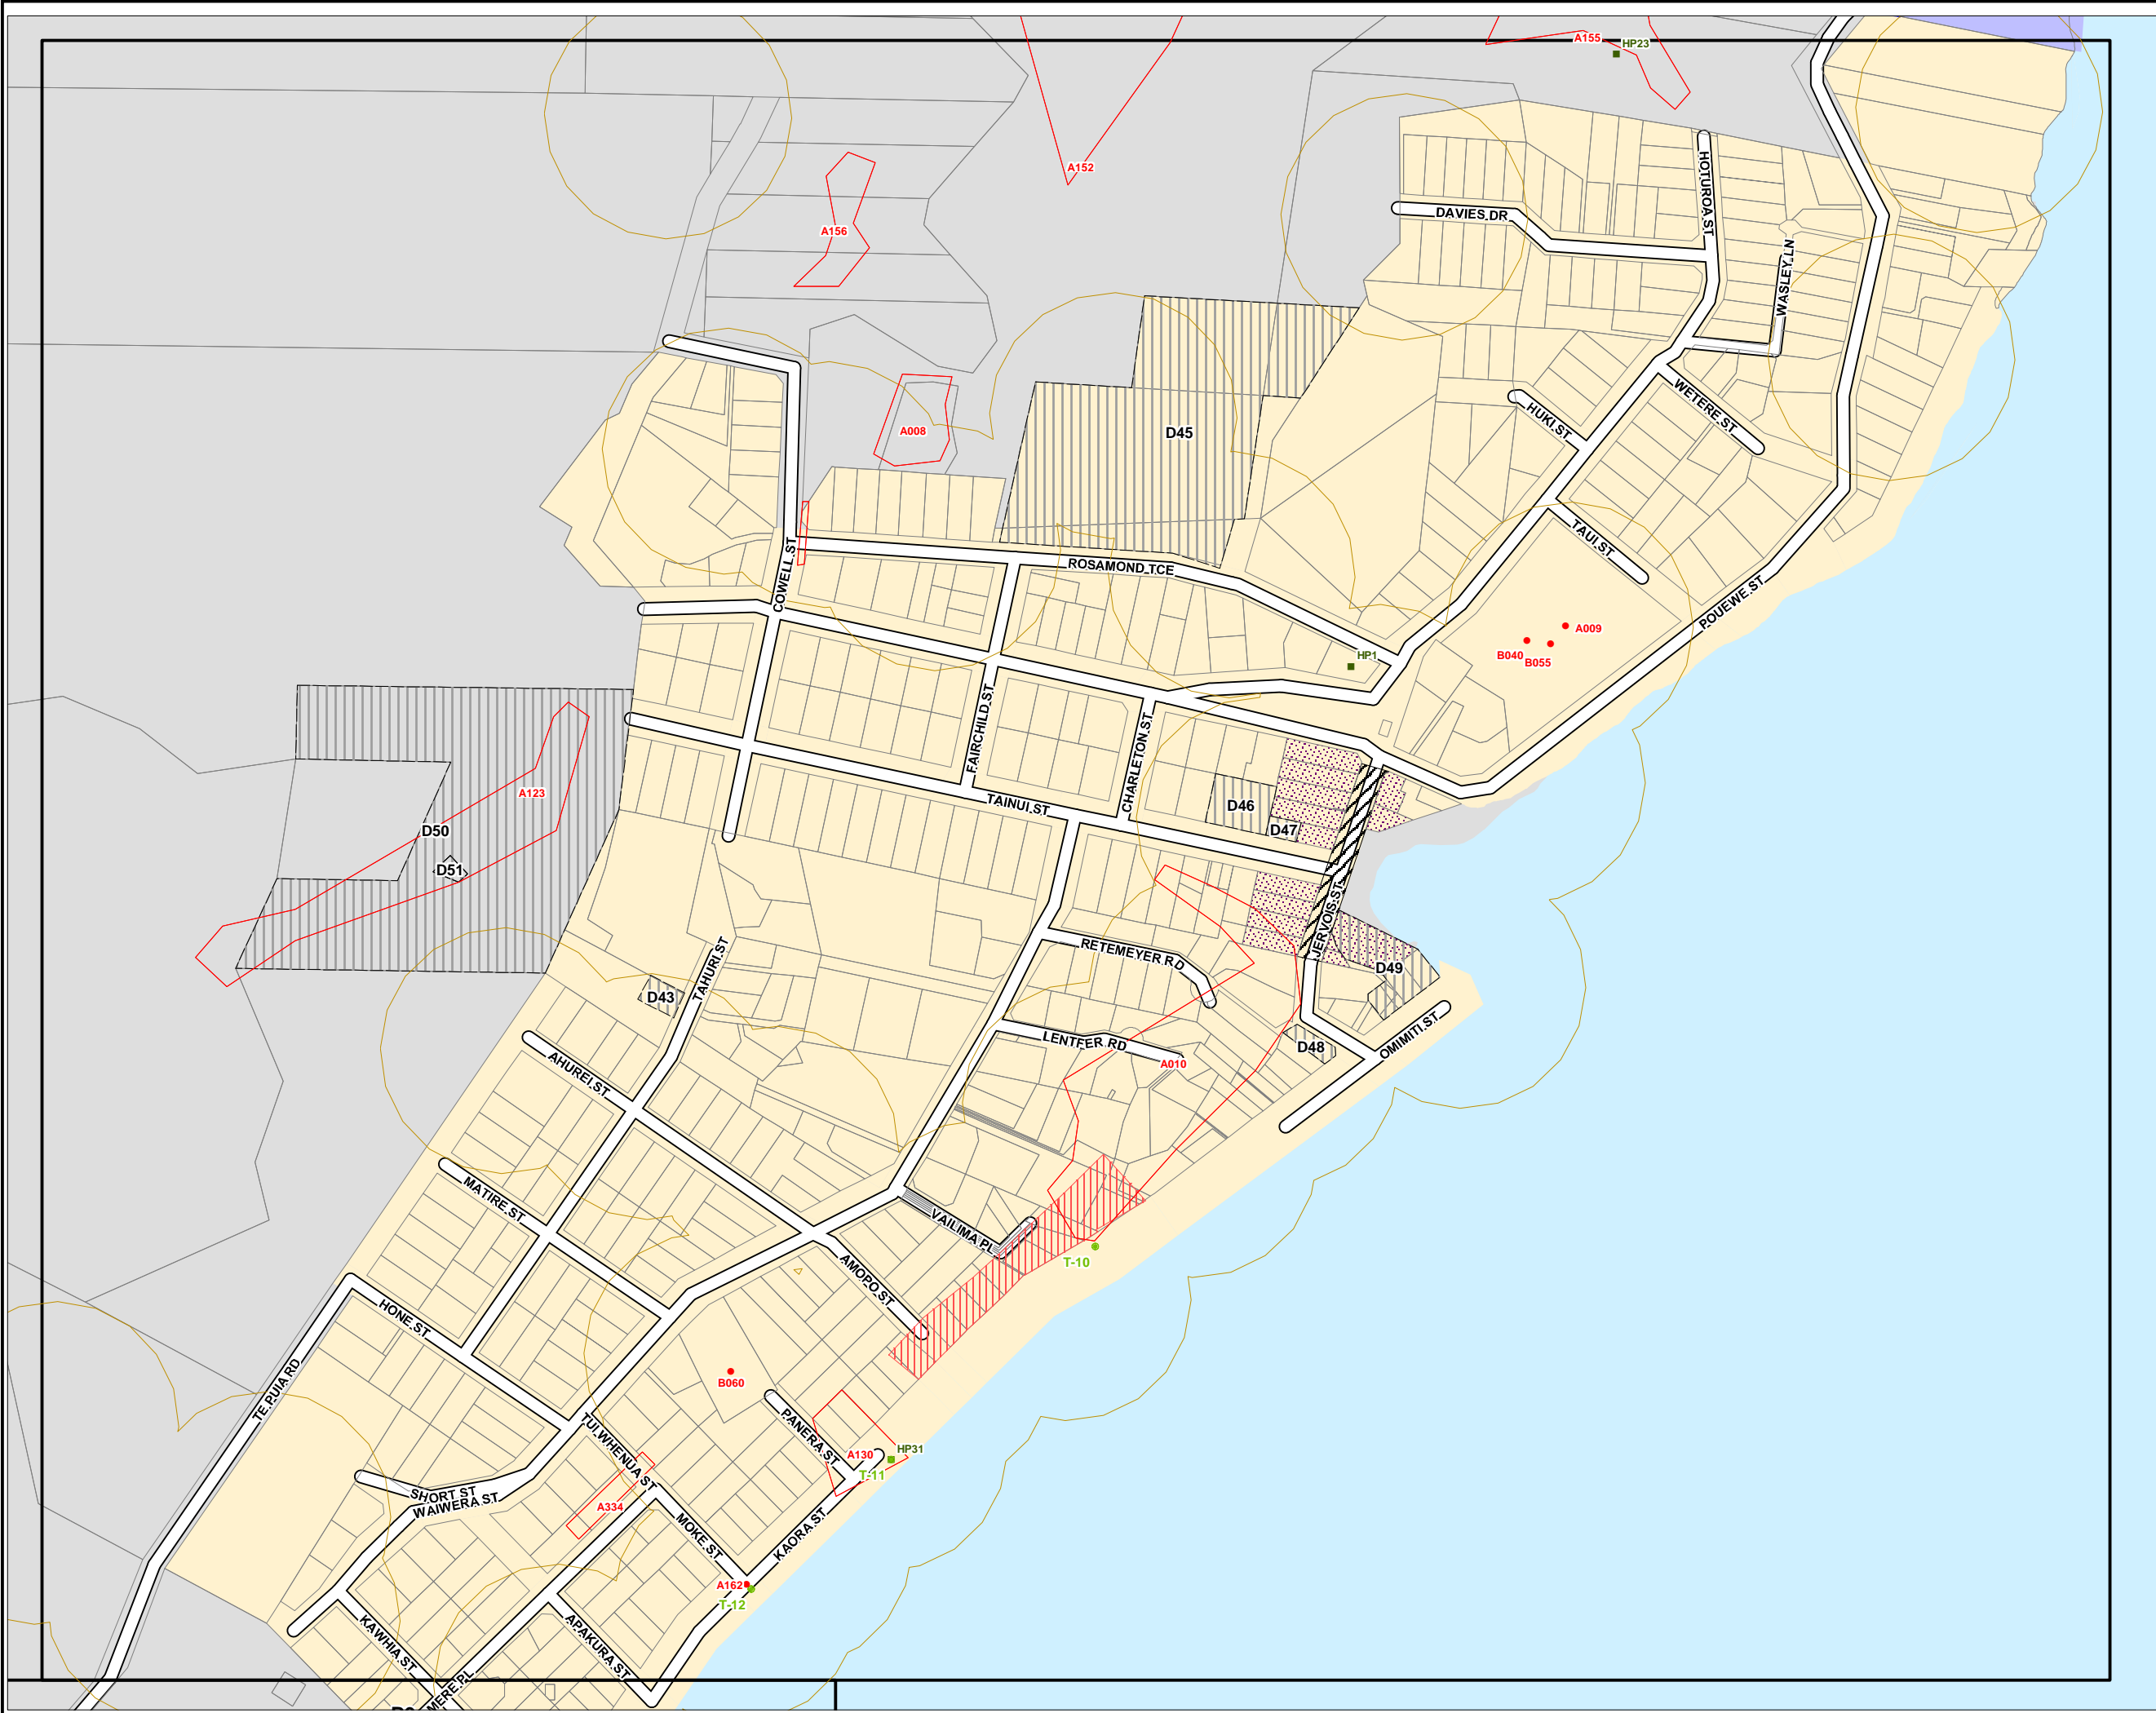 A155
HP23
A152
A156
HOTUROA ST
DAVIES DR
WASLEY LN
WETERE ST
HUKI ST
A008
D45
TAUI ST
COWELL ST
ROSAMOND TCE
POUEWE ST
A009
B040
B055
HP1
FAIRCHILD ST
CHARLETON ST
TAINUI ST
D46
D47
A123
D50
D51
JERVOIS ST
RETEMEYER RD
D49
TAHURI ST
D43
LENTFER RD
D48
OMIMITI ST
A010
AHUREI ST
MATIRE ST
VAILIMA PL
T-10
AMOPO ST
HONE ST
TE PUIA RD
B060
PANERA ST
TUI WHENUA ST
A130
HP31
T-11
SHORT ST
WAIWERA ST
A334
MOKE ST
KAORA ST
A162
T-12
KAWHIA ST
APAKURA ST
MERE PL